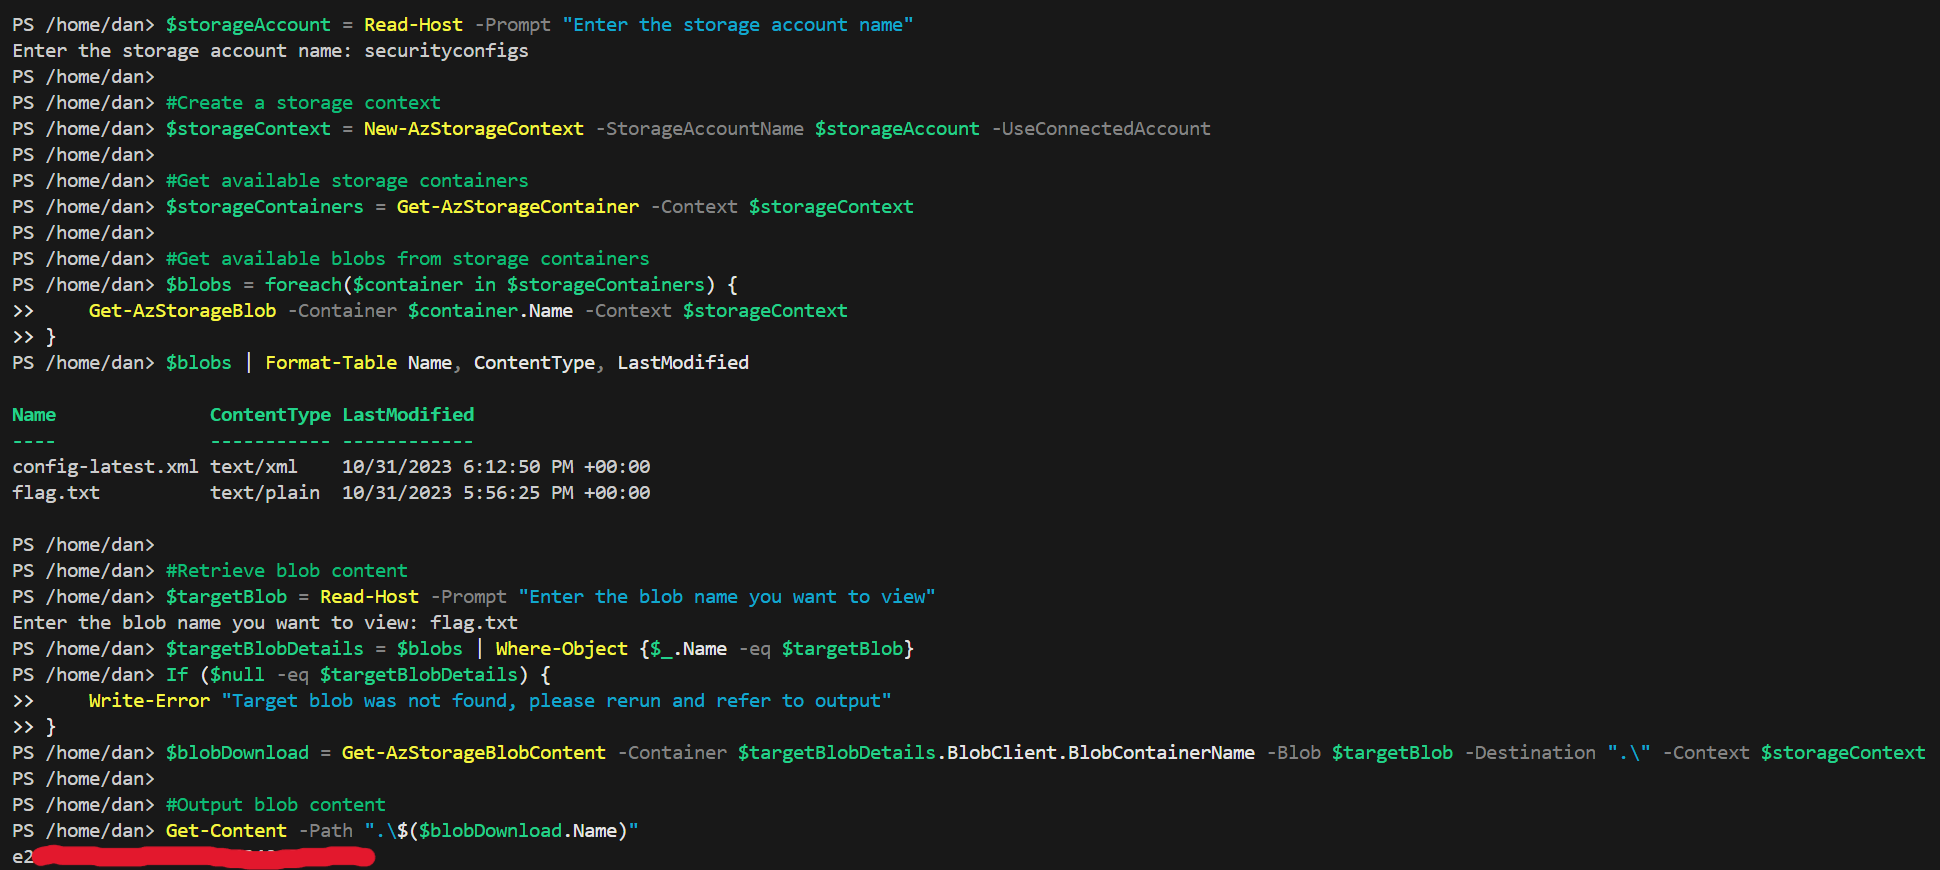 PS /home/dan> $storageAccount = Read-Host -Prompt "Enter the storage account name"
Enter the storage account name: securityconfigs
PS /home/dan>
PS /home/dan> #Create a storage context
PS /home/dan> $storageContext = New-AzStorageContext -StorageAccountName $storageAccount -UseConnectedAccount
PS /home/dan>
PS /home/dan> #Get available storage containers
PS /home/dan> $storageContainers = Get-AzStorageContainer -Context $storageContext
PS /home/dan>
PS /home/dan> #Get available blobs from storage containers
PS /home/dan> $blobs = foreach($container in $storageContainers) {
>>     Get-AzStorageBlob -Container $container.Name -Context $storageContext
>> }
PS /home/dan> $blobs | Format-Table Name, ContentType, LastModified
Name              ContentType LastModified
----              ----------- ------------
config-latest.xml text/xml    10/31/2023 6:12:50 PM +00:00
flag.txt          text/plain  10/31/2023 5:56:25 PM +00:00
PS /home/dan>
PS /home/dan> #Retrieve blob content
PS /home/dan> $targetBlob = Read-Host -Prompt "Enter the blob name you want to view"
Enter the blob name you want to view: flag.txt
PS /home/dan> $targetBlobDetails = $blobs | Where-Object {$_.Name -eq $targetBlob}
PS /home/dan> If ($null -eq $targetBlobDetails) {
>>     Write-Error "Target blob was not found, please rerun and refer to output"
>> }
PS /home/dan> $blobDownload = Get-AzStorageBlobContent -Container $targetBlobDetails.BlobClient.BlobContainerName -Blob $targetBlob -Destination ".\" -Context $storageContext
PS /home/dan>
PS /home/dan> #Output blob content
PS /home/dan> Get-Content -Path ".\$($blobDownload.Name)"